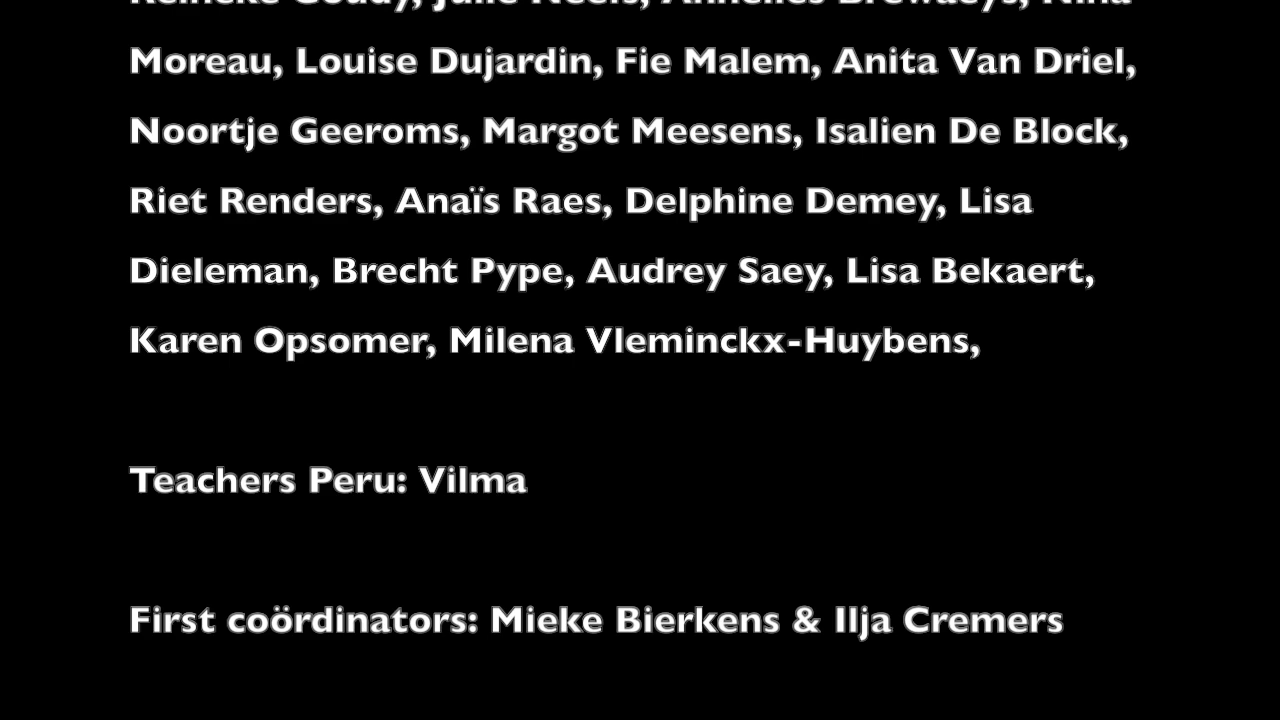 Moreau, Louise Dujardin, Fie Malem, Anita Van Driel,
Noortje Geeroms, Margot Meesens, Isalien De Block,
Riet Renders, Anaïs Raes, Delphine Demey, Lisa
Dieleman, Brecht Pype, Audrey Saey, Lisa Bekaert,
Karen Opsomer, Milena Vleminckx-Huybens,
Teachers Peru: Vilma
First coördinators: Mieke Bierkens & Ilja Cremers